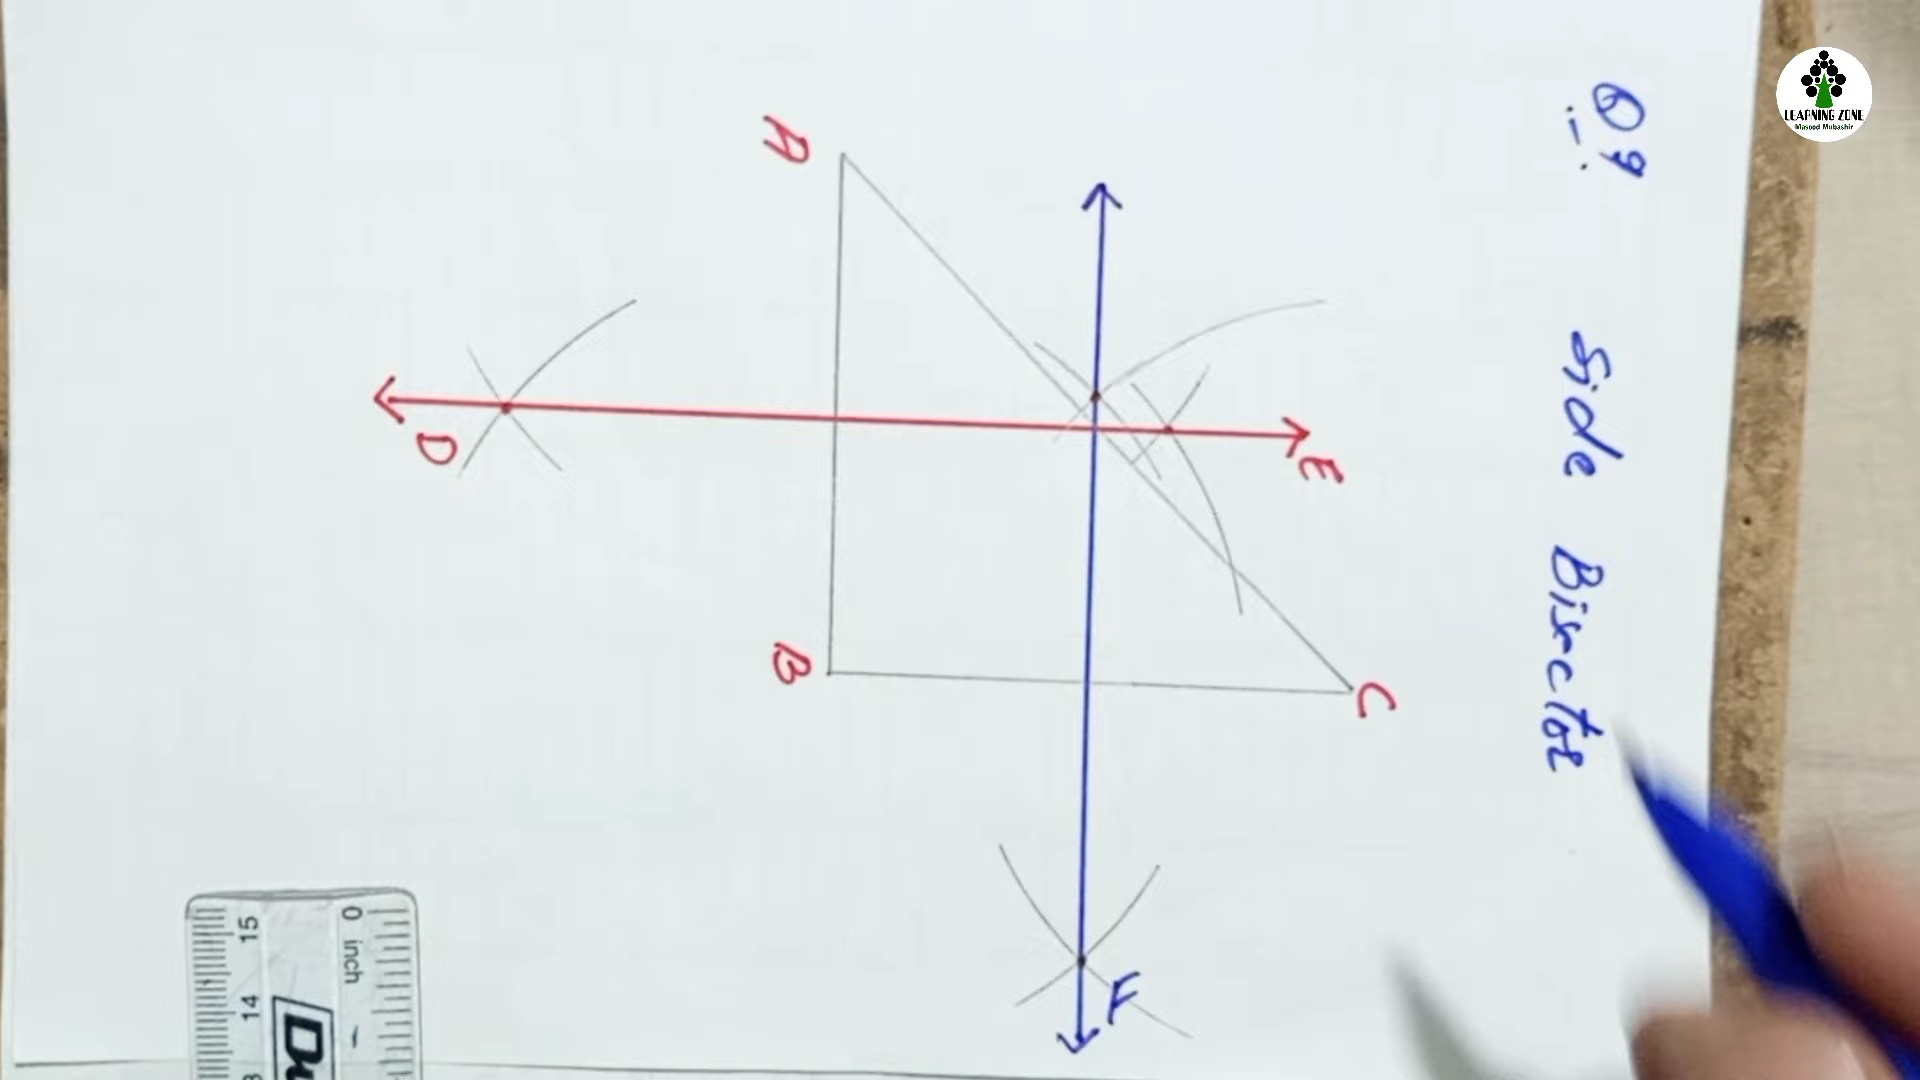 Q9 Side Bisector
A
E
D
B
C
F
LEARNING ZONE
Masood Mubashir
0 inch
15
14